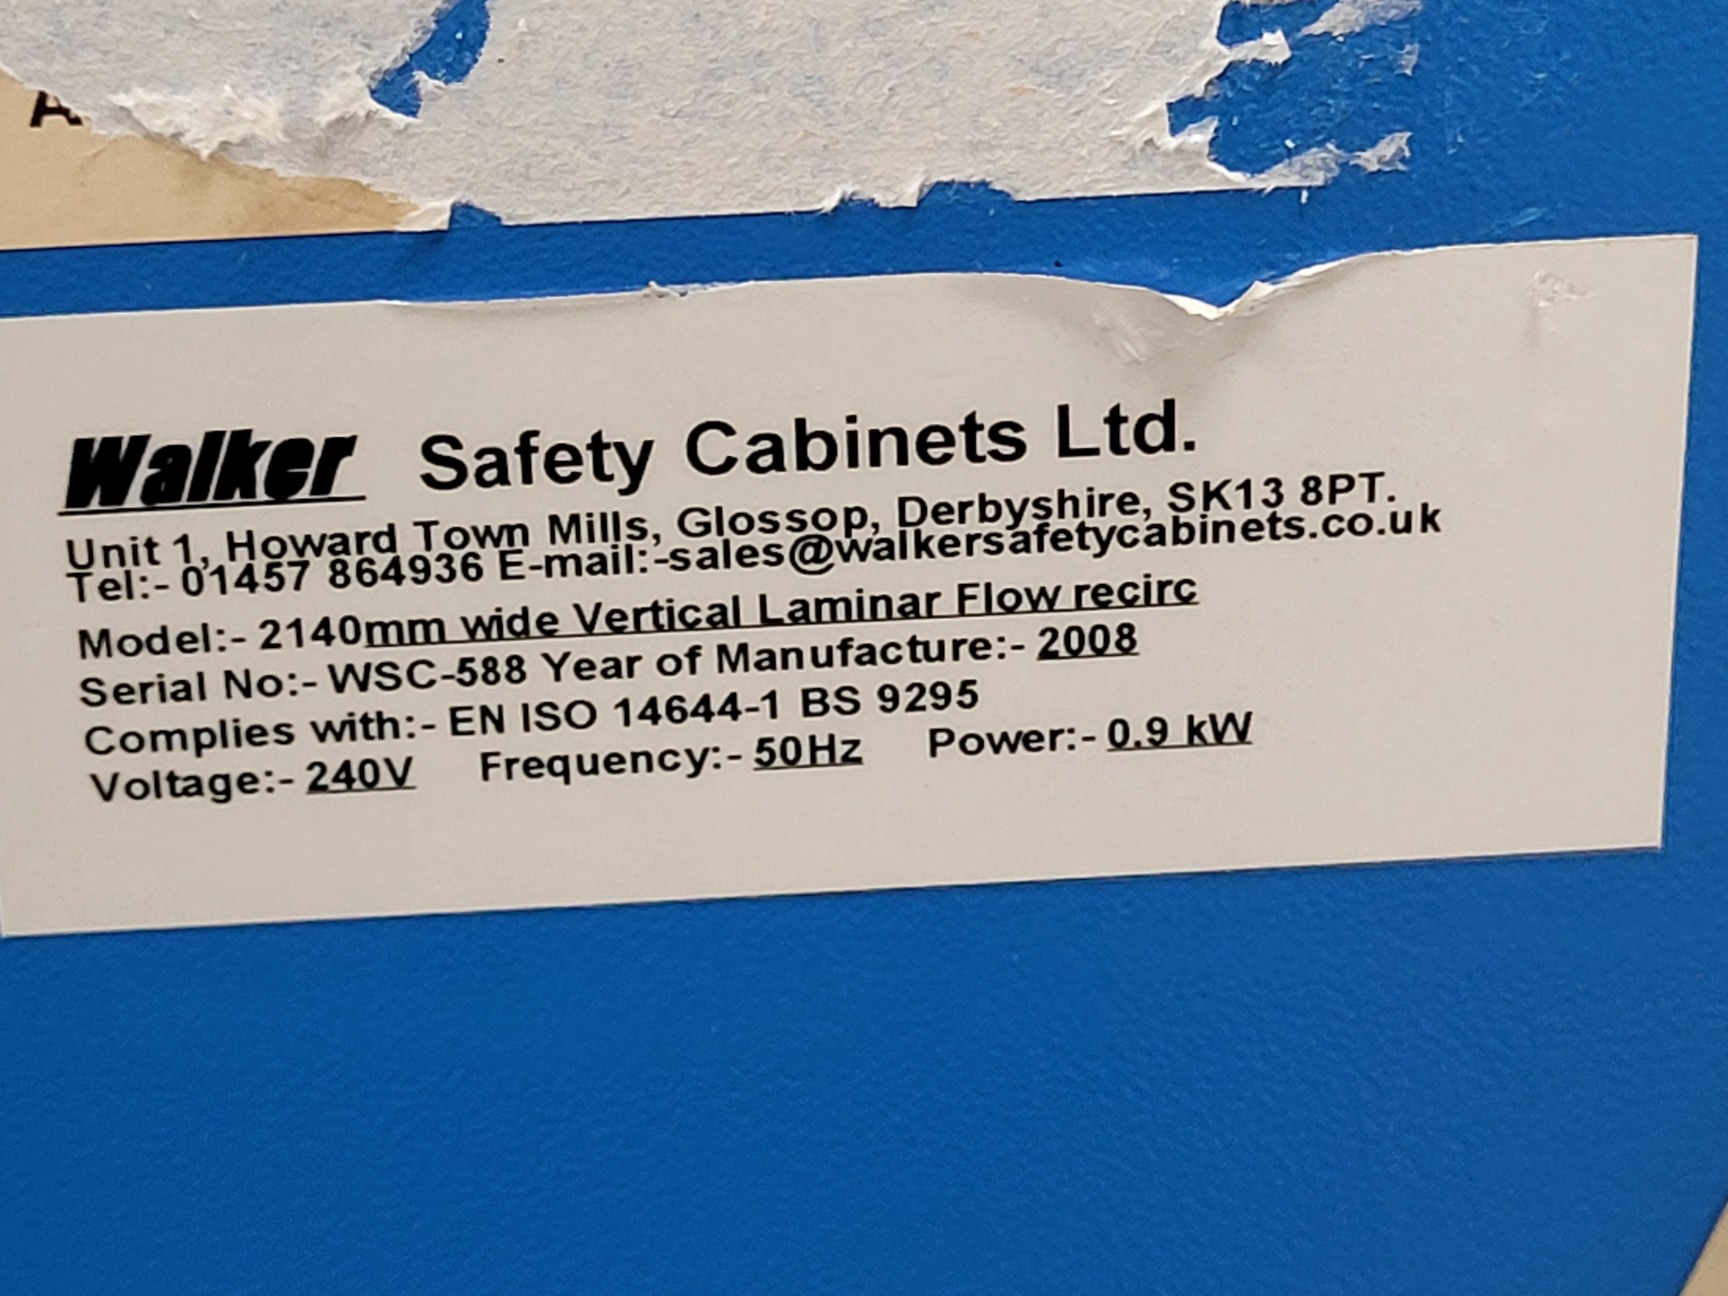 A
Walker Safety Cabinets Ltd.
Unit 1, Howard Town Mills, Glossop, Derbyshire, SK13 8PT.
Tel:- 01457 864936 E-mail:-sales@walkersafetycabinets.co.uk
Model:- 2140mm wide Vertical Laminar Flow recirc
Serial No:- WSC-588 Year of Manufacture:- 2008
Complies with:- EN ISO 14644-1 BS 9295
Voltage:- 240V Frequency:- 50Hz Power:- 0.9 kW